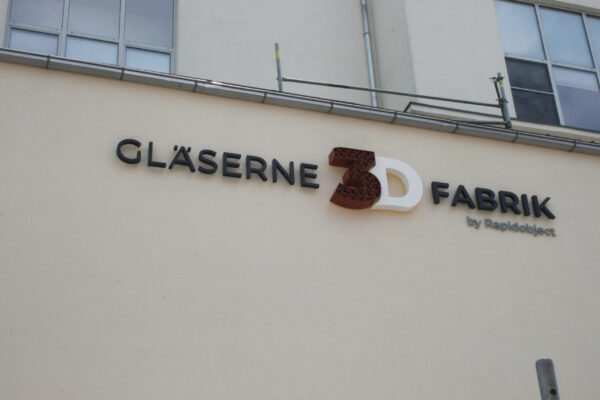 GLÄSERNE 3D FABRIK
by Rapidobject